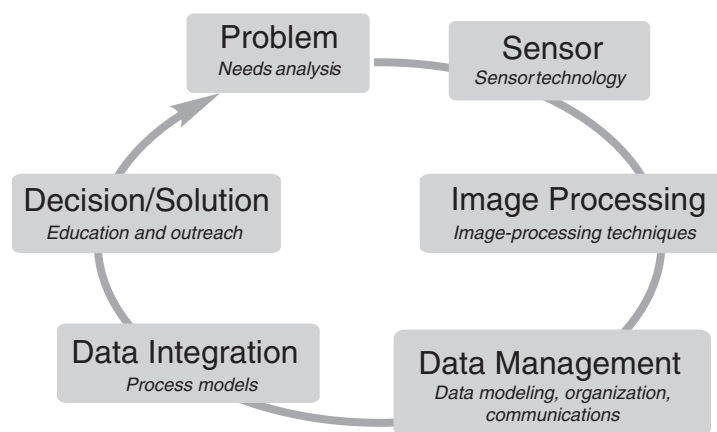 Problem
Needs analysis
Sensor
Sensor technology
Image Processing
Image-processing techniques
Data Management
Data modeling, organization,
communications
Data Integration
Process models
Decision/Solution
Education and outreach